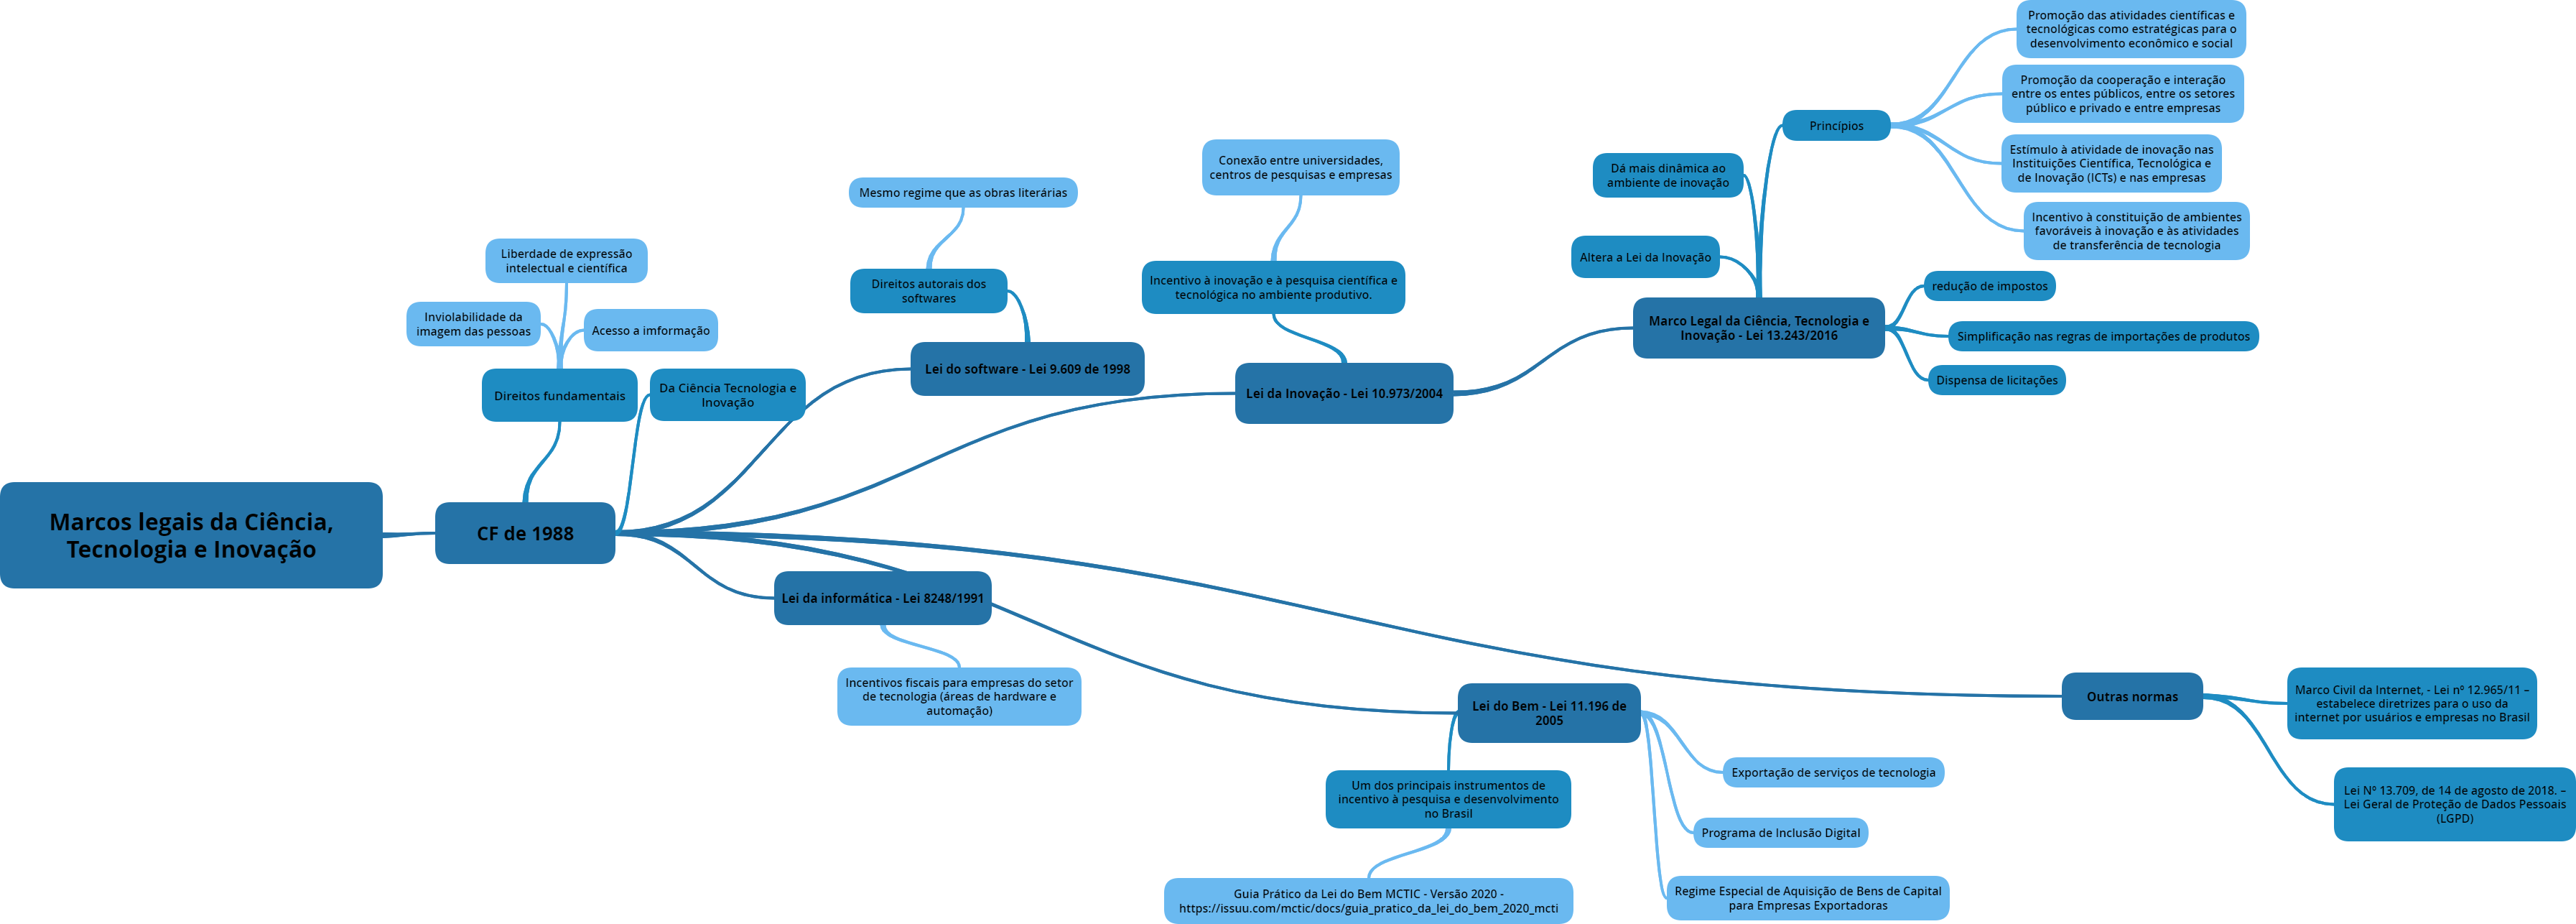 Marcos legais da Ciência,
Tecnologia e Inovação
CF de 1988
Direitos fundamentais
Inviolabilidade da
imagem das pessoas
Liberdade de expressão
intelectual e científica
Acesso a imformação
Da Ciência Tecnologia e
Inovação
Lei do software - Lei 9.609 de 1998
Direitos autorais dos
softwares
Mesmo regime que as obras literárias
Lei da Inovação - Lei 10.973/2004
Incentivo à inovação e à pesquisa científica e
tecnológica no ambiente produtivo.
Conexão entre universidades,
centros de pesquisas e empresas
Marco Legal da Ciência, Tecnologia e
Inovação - Lei 13.243/2016
Altera a Lei da Inovação
Dá mais dinâmica ao
ambiente de inovação
Princípios
Promoção das atividades científicas e
tecnológicas como estratégicas para o
desenvolvimento econômico e social
Promoção da cooperação e interação
entre os entes públicos, entre os setores
público e privado e entre empresas
Estímulo à atividade de inovação nas
Instituições Científica, Tecnológica e
de Inovação (ICTs) e nas empresas
Incentivo à constituição de ambientes
favoráveis à inovação e às atividades
de transferência de tecnologia
redução de impostos
Simplificação nas regras de importações de produtos
Dispensa de licitações
Lei da informática - Lei 8248/1991
Incentivos fiscais para empresas do setor
de tecnologia (áreas de hardware e
automação)
Lei do Bem - Lei 11.196 de
2005
Um dos principais instrumentos de
incentivo à pesquisa e desenvolvimento
no Brasil
Guia Prático da Lei do Bem MCTIC - Versão 2020 -
https://issuu.com/mctic/docs/guia_pratico_da_lei_do_bem_2020_mcti
Exportação de serviços de tecnologia
Programa de Inclusão Digital
Regime Especial de Aquisição de Bens de Capital
para Empresas Exportadoras
Outras normas
Marco Civil da Internet, - Lei nº 12.965/11 –
estabelece diretrizes para o uso da
internet por usuários e empresas no Brasil
Lei Nº 13.709, de 14 de agosto de 2018. –
Lei Geral de Proteção de Dados Pessoais
(LGPD)